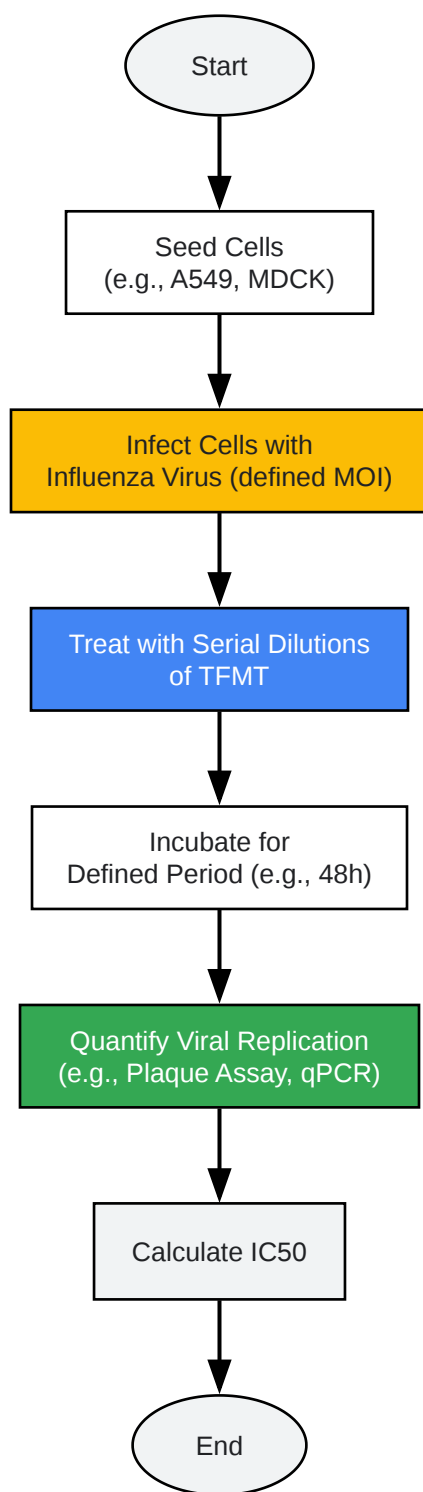 Start
Seed Cells
(e.g., A549, MDCK)
Infect Cells with
Influenza Virus (defined MOI)
Treat with Serial Dilutions
of TFMT
Incubate for
Defined Period (e.g., 48h)
Quantify Viral Replication
(e.g., Plaque Assay, qPCR)
Calculate IC50
End